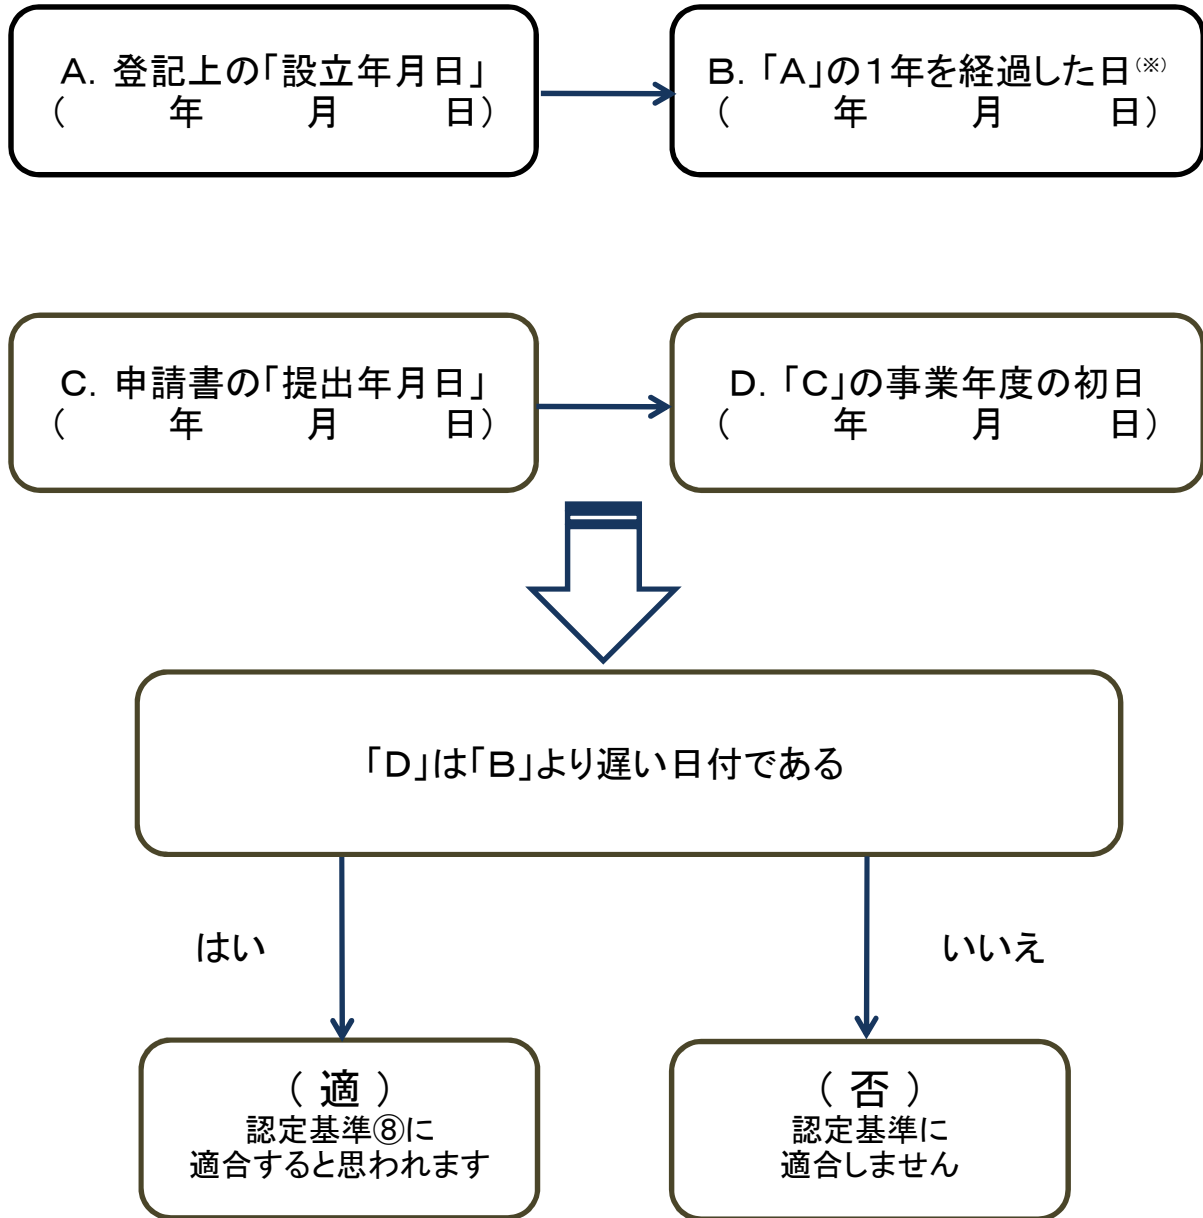 A．登記上の「設立年月日」
（　　　年　　　月　　　日）
B．「A」の１年を経過した日(※)
（　　　年　　　月　　　日）
C．申請書の「提出年月日」
（　　　年　　　月　　　日）
D．「C」の事業年度の初日
（　　　年　　　月　　　日）
「D」は「B」より遅い日付である
はい
いいえ
（ 適 ）
認定基準⑧に
適合すると思われます
（ 否 ）
認定基準に
適合しません